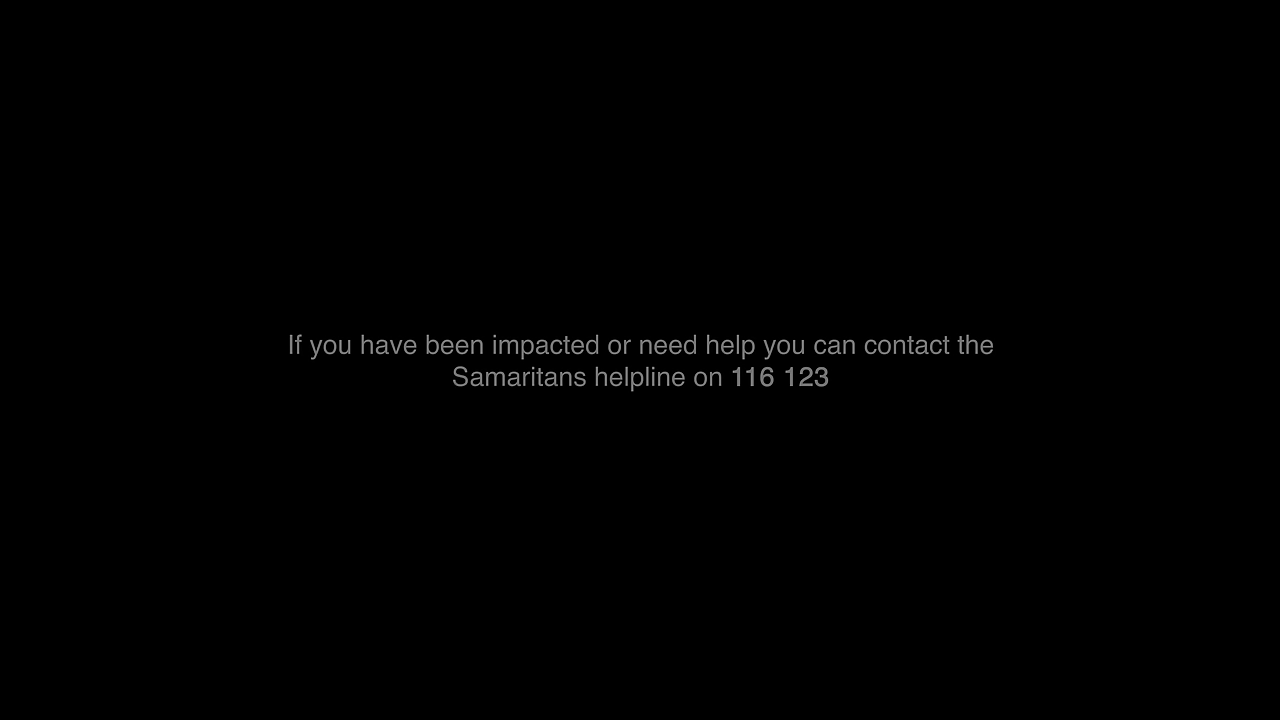 If you have been impacted or need help you can contact the
Samaritans helpline on 116 123